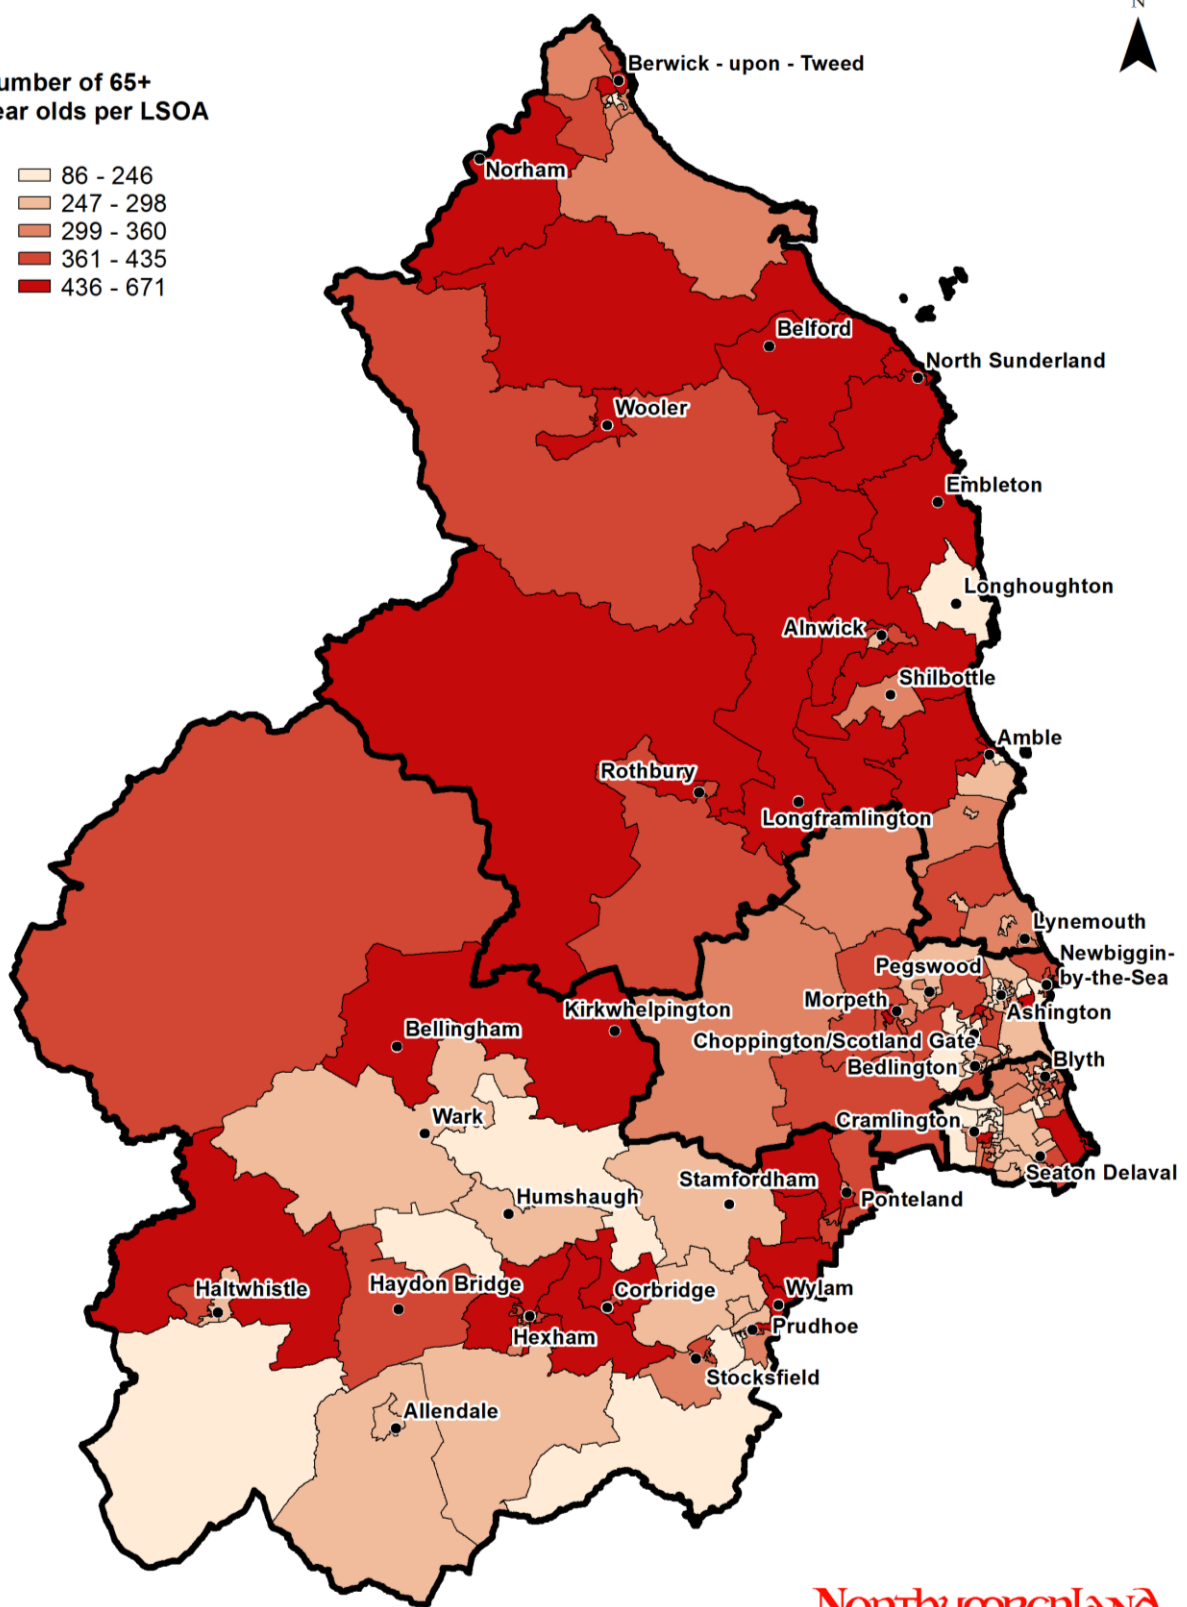 N
Berwick - upon - Tweed
umber of 65+
ear olds per LSOA
86 - 246
247 - 298
299 - 360
361 - 435
436 - 671
Norham
Belford
North Sunderland
Wooler
Embleton
Longhoughton
Alnwick
Shilbottle
Amble
Rothbury
Longframlington
Lynemouth
Newbiggin-
by-the-Sea
Pegswood
Morpeth
Ashington
Kirkwhelpington
Bellingham
Choppington/Scotland Gate
Bedlington
Blyth
Wark
Cramlington
Seaton Delaval
Stamfordham
Humshaugh
Ponteland
Haltwhistle
Haydon Bridge
Corbridge
Wylam
Prudhoe
Hexham
Stocksfield
Allendale
Northumberland